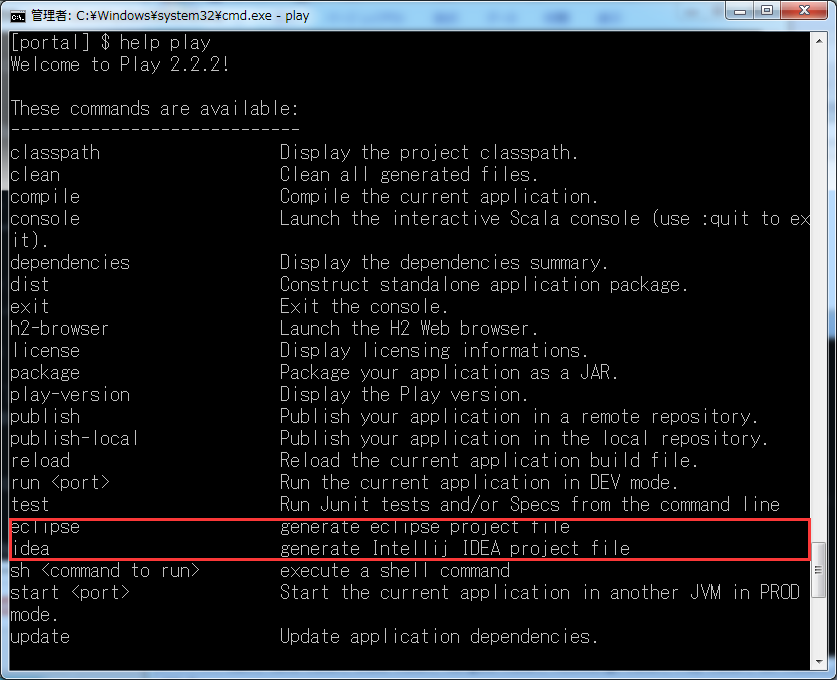 管理者: C:¥Windows¥system32¥cmd.exe - play
[portal] $ help play
Welcome to Play 2.2.2!
These commands are available:
-----------------------------
classpath Display the project classpath.
clean Clean all generated files.
compile Compile the current application.
console Launch the interactive Scala console (use :quit to ex
it).
dependencies Display the dependencies summary.
dist Construct standalone application package.
exit Exit the console.
h2-browser Launch the H2 Web browser.
license Display licensing informations.
package Package your application as a JAR.
play-version Display the Play version.
publish Publish your application in a remote repository.
publish-local Publish your application in the local repository.
reload Reload the current application build file.
run <port> Run the current application in DEV mode.
test Run Junit tests and/or Specs from the command line
eclipse generate eclipse project file
idea generate Intellij IDEA project file
sh <command to run> execute a shell command
start <port> Start the current application in another JVM in PROD
mode.
update Update application dependencies.